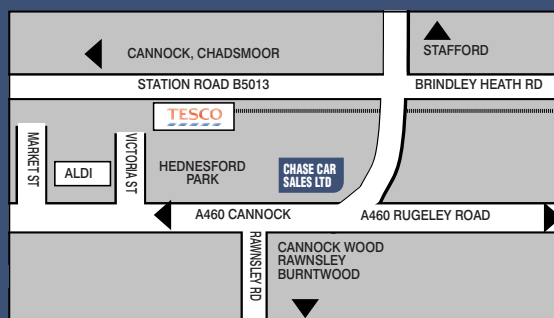 CANNOCK, CHADSMOOR
STAFFORD
STATION ROAD B5013
BRINDLEY HEATH RD
TESCO
MARKET ST
ALDI
VICTORIA ST
HEDNESFORD
PARK
CHASE CAR
SALES LTD
A460 CANNOCK
A460 RUGELEY ROAD
RAWNSLEY RD
CANNOCK WOOD
RAWNSLEY
BURNTWOOD